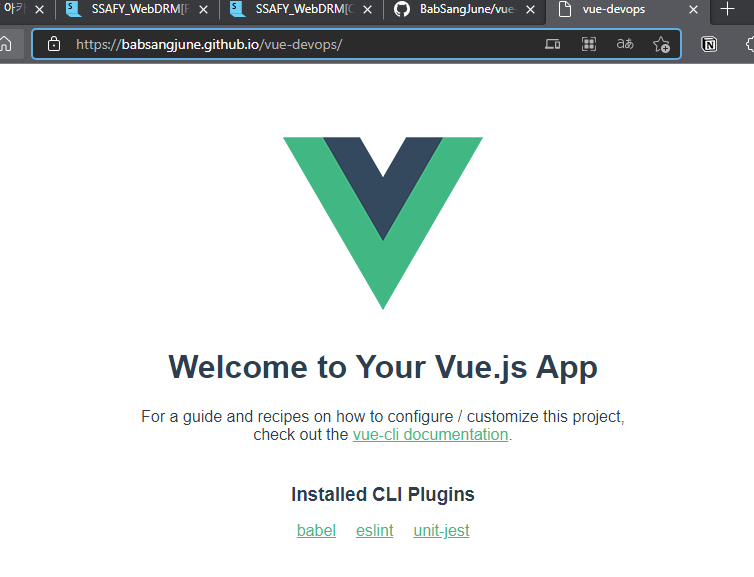 SSAFY_WebDRM[
SSAFY_WebDRM[
BabSangJune/vue-
vue-devops
https://babsangjune.github.io/vue-devops/
Welcome to Your Vue.js App
For a guide and recipes on how to configure / customize this project,
check out the vue-cli documentation.
Installed CLI Plugins
babel eslint unit-jest